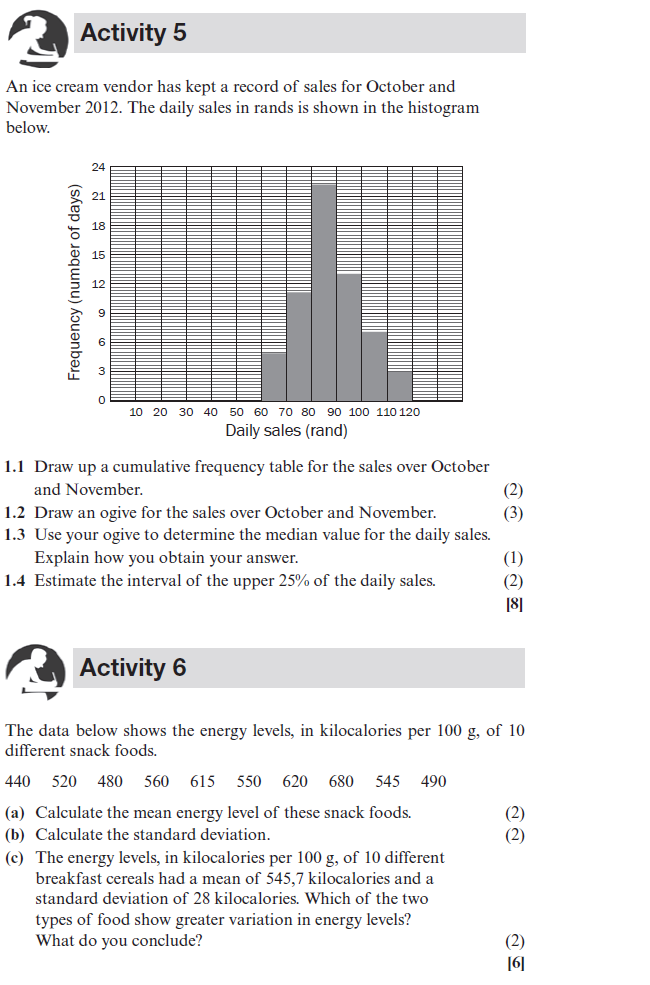 Activity 5
An ice cream vendor has kept a record of sales for October and
November 2012. The daily sales in rands is shown in the histogram
below.
Frequency (number of days)
24
21
18
15
12
9
6
3
0
10 20 30 40 50 60 70 80 90 100 110 120
Daily sales (rand)
1.1 Draw up a cumulative frequency table for the sales over October
and November. (2)
1.2 Draw an ogive for the sales over October and November. (3)
1.3 Use your ogive to determine the median value for the daily sales.
Explain how you obtain your answer. (1)
1.4 Estimate the interval of the upper 25% of the daily sales. (2)
[8]
Activity 6
The data below shows the energy levels, in kilocalories per 100 g, of 10
different snack foods.
440 520 480 560 615 550 620 680 545 490
(a) Calculate the mean energy level of these snack foods. (2)
(b) Calculate the standard deviation. (2)
(c) The energy levels, in kilocalories per 100 g, of 10 different
breakfast cereals had a mean of 545,7 kilocalories and a
standard deviation of 28 kilocalories. Which of the two
types of food show greater variation in energy levels?
What do you conclude? (2)
[6]